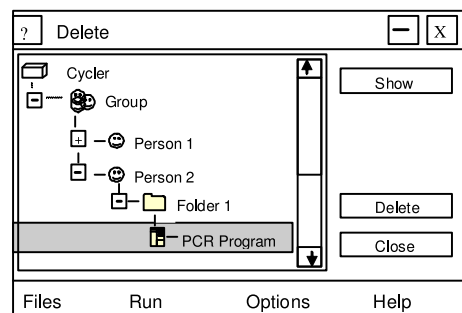 ? Delete X
Cycler
Show
Group
Person 1
Person 2
Folder 1
Delete
PCR Program
Close
Files Run Options Help